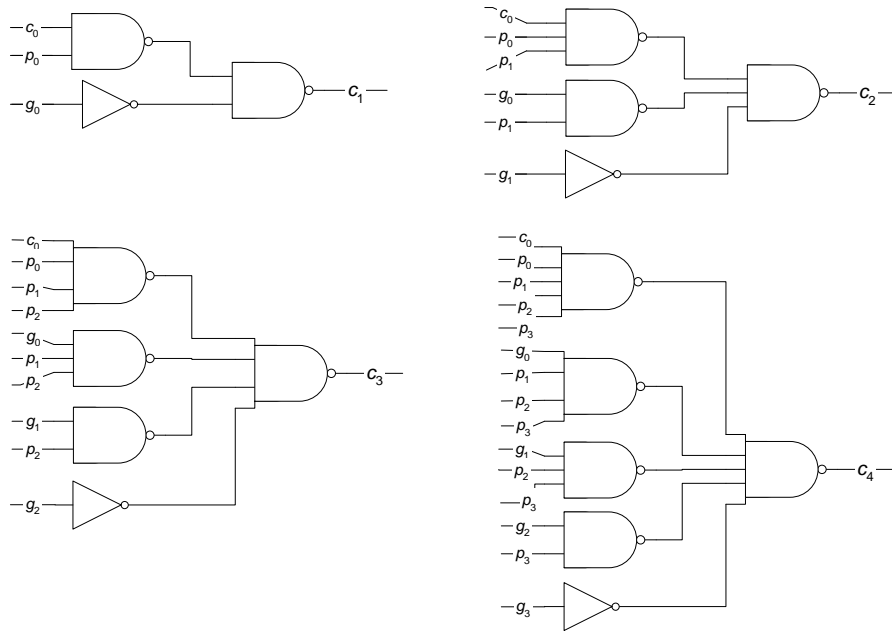 c₀
p₀
g₀
c₁
c₀
p₀
p₁
g₀
p₁
g₁
c₂
c₀
p₀
p₁
p₂
g₀
p₁
p₂
g₁
p₂
g₂
c₃
c₀
p₀
p₁
p₂
p₃
g₀
p₁
p₂
p₃
g₁
p₂
p₃
g₂
p₃
g₃
c₄